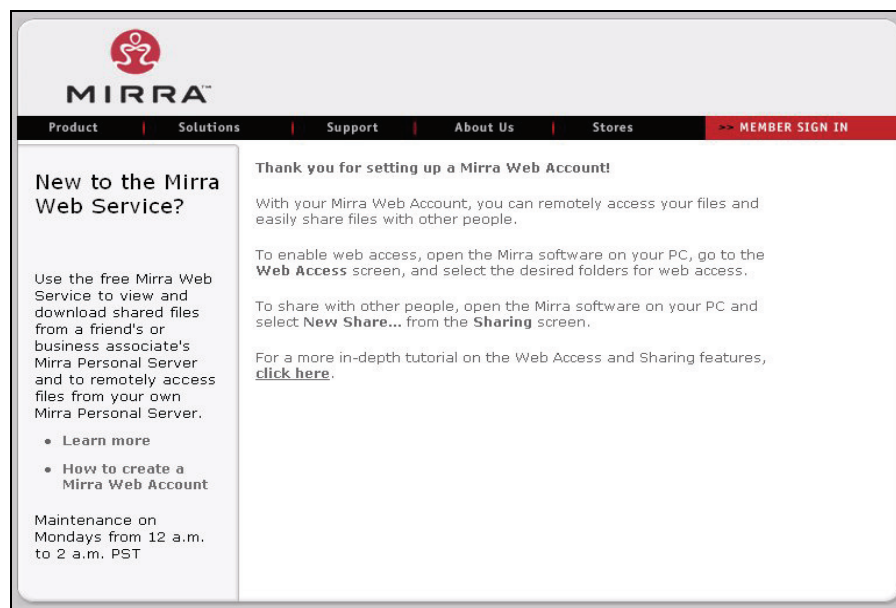 MIRRA™
Product | Solutions | Support | About Us | Stores >> MEMBER SIGN IN
New to the Mirra
Web Service?
Use the free Mirra Web
Service to view and
download shared files
from a friend's or
business associate's
Mirra Personal Server
and to remotely access
files from your own
Mirra Personal Server.
• Learn more
• How to create a
Mirra Web Account
Maintenance on
Mondays from 12 a.m.
to 2 a.m. PST
Thank you for setting up a Mirra Web Account!
With your Mirra Web Account, you can remotely access your files and
easily share files with other people.
To enable web access, open the Mirra software on your PC, go to the
Web Access screen, and select the desired folders for web access.
To share with other people, open the Mirra software on your PC and
select New Share... from the Sharing screen.
For a more in-depth tutorial on the Web Access and Sharing features,
click here.